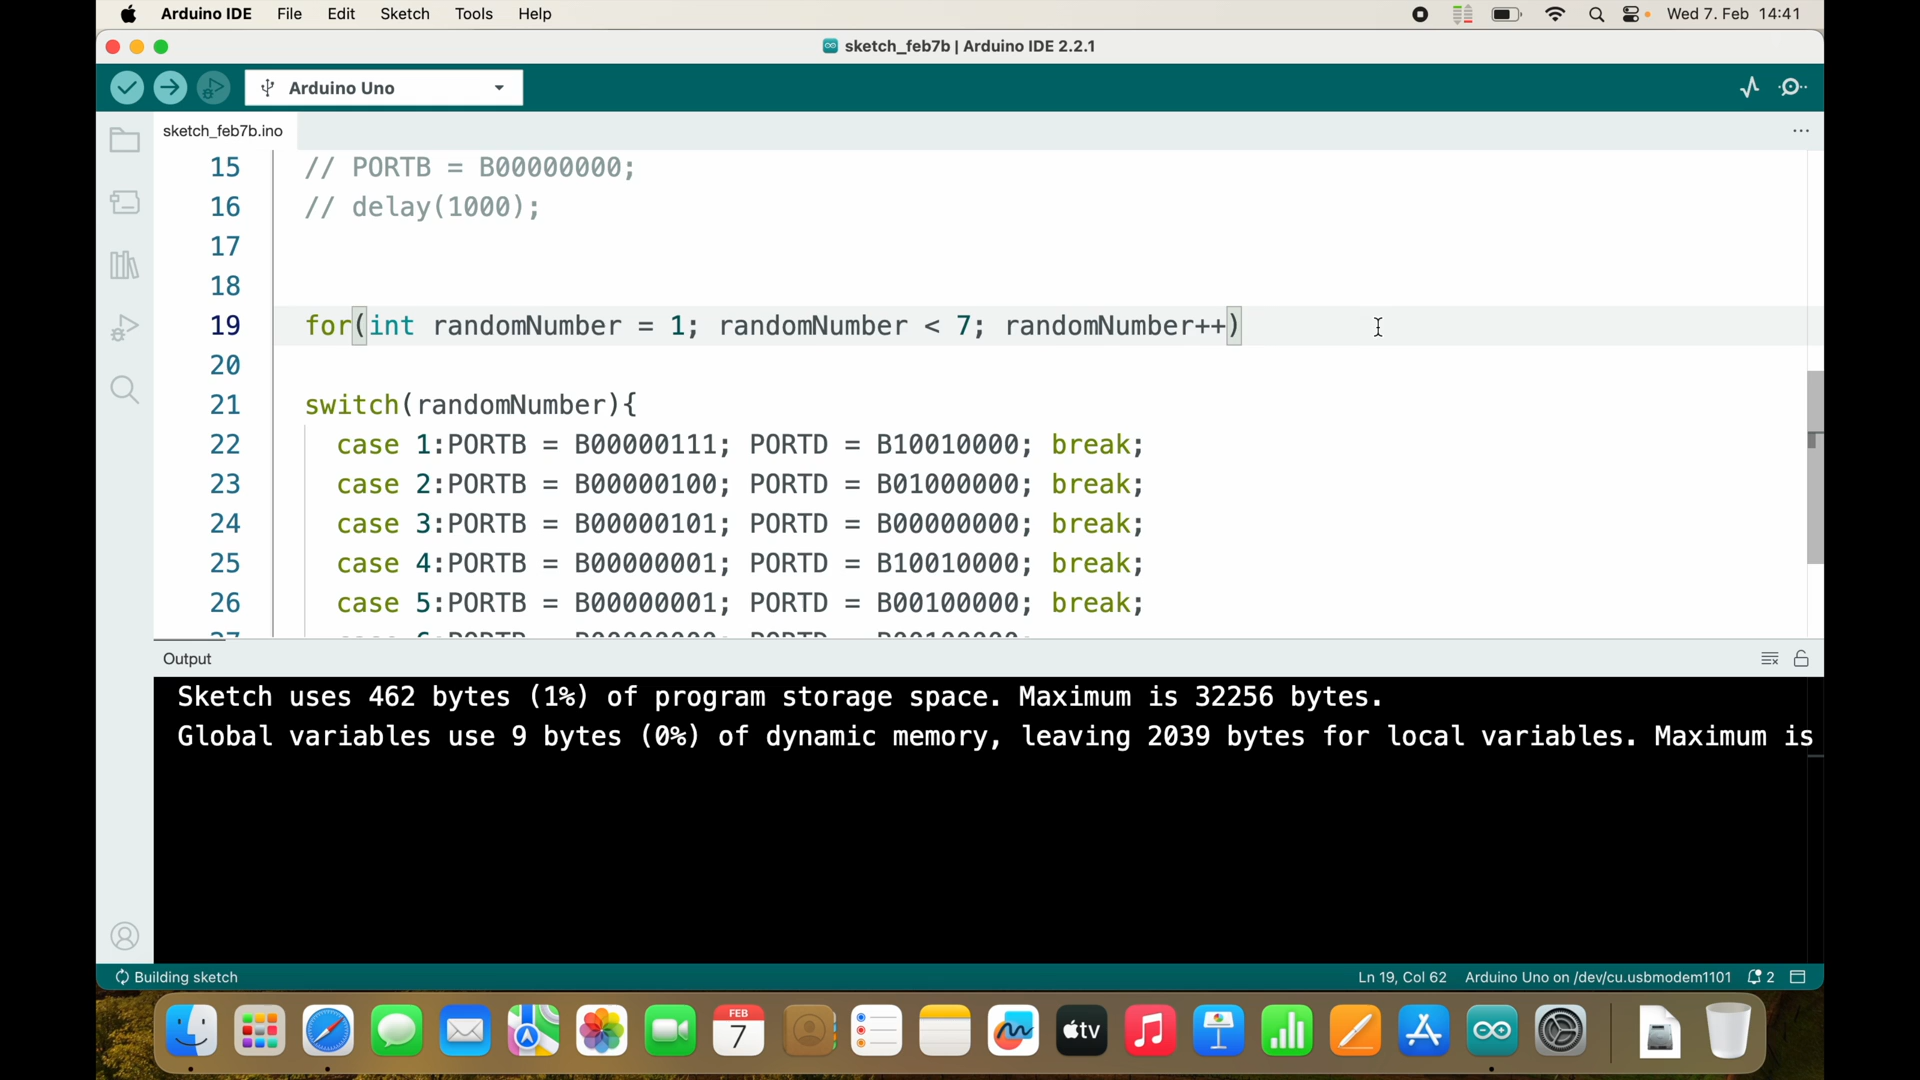 Arduino IDE File Edit Sketch Tools Help Wed 7. Feb 14:41
sketch_feb7b | Arduino IDE 2.2.1
Arduino Uno
sketch_feb7b.ino
15 // PORTB = B00000000;
16 // delay(1000);
17
18
19 for(int randomNumber = 1; randomNumber < 7; randomNumber++)
20
21 switch(randomNumber){
22 case 1:PORTB = B00000111; PORTD = B10010000; break;
23 case 2:PORTB = B00000100; PORTD = B01000000; break;
24 case 3:PORTB = B00000101; PORTD = B00000000; break;
25 case 4:PORTB = B00000001; PORTD = B10010000; break;
26 case 5:PORTB = B00000001; PORTD = B00100000; break;
Output
Sketch uses 462 bytes (1%) of program storage space. Maximum is 32256 bytes.
Global variables use 9 bytes (0%) of dynamic memory, leaving 2039 bytes for local variables. Maximum is
Building sketch Ln 19, Col 62 Arduino Uno on /dev/cu.usbmodem1101 2
FEB
7
tv